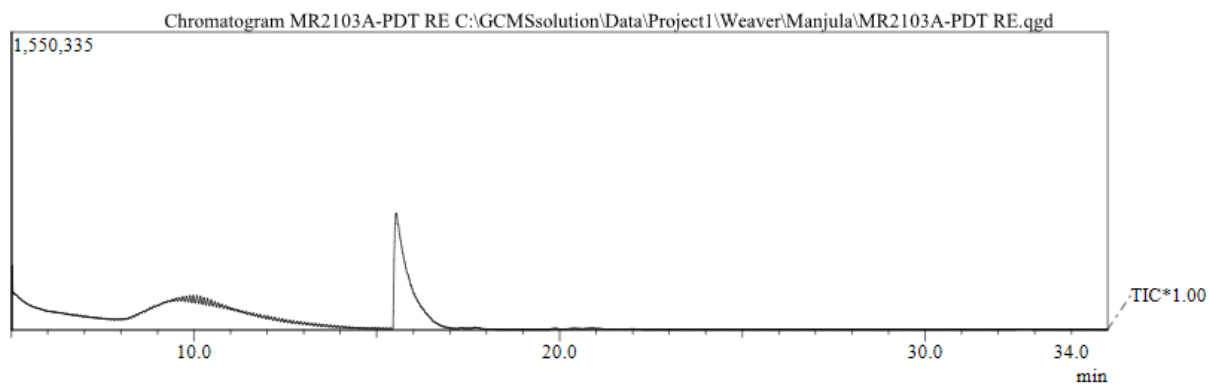 Chromatogram MR2103A-PDT RE C:\GCMSsolution\Data\Project1\Weaver\Manjula\MR2103A-PDT RE.qgd
1,550,335
TIC*1.00
10.0 20.0 30.0 34.0
min